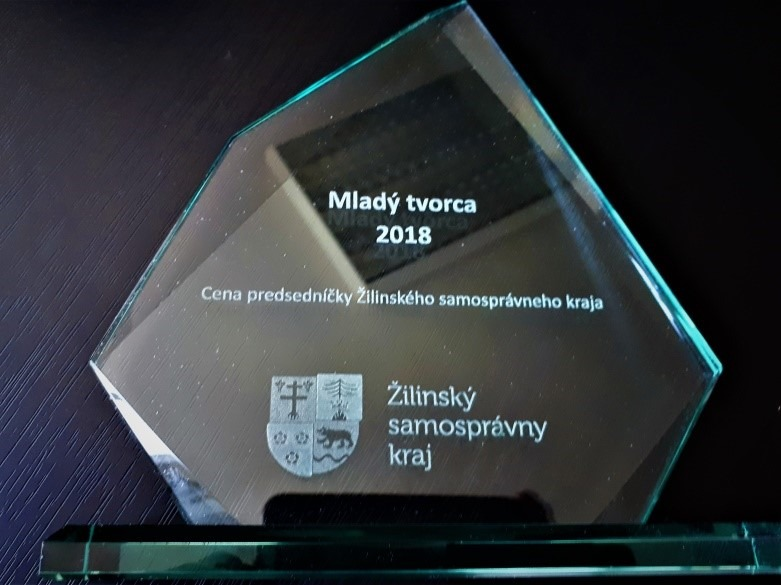 Mladý tvorca
2018
Cena predsedníčky Žilinského samosprávneho kraja
Žilinský
samosprávny
kraj